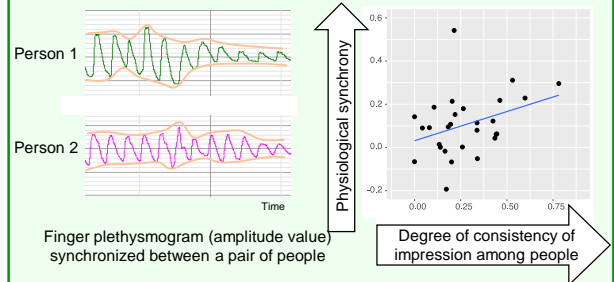 Person 1
Person 2
Time
Finger plethysmogram (amplitude value)
synchronized between a pair of people
Physiological synchrony
0.6
0.4
0.2
0.0
-0.2
0.00
0.25
0.50
0.75
Degree of consistency of
impression among people